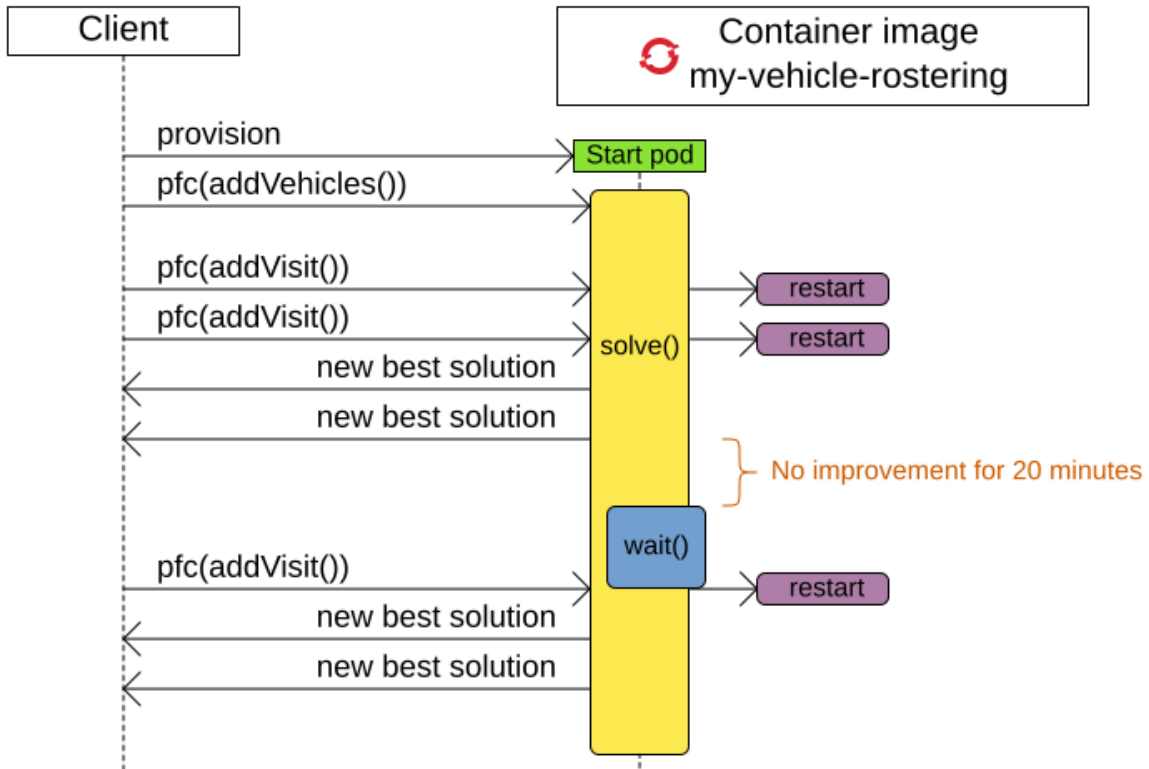 Client
Container image
my-vehicle-rostering
provision
Start pod
pfc(addVehicles())
pfc(addVisit())
restart
pfc(addVisit())
solve()
restart
new best solution
new best solution
No improvement for 20 minutes
wait()
pfc(addVisit())
restart
new best solution
new best solution